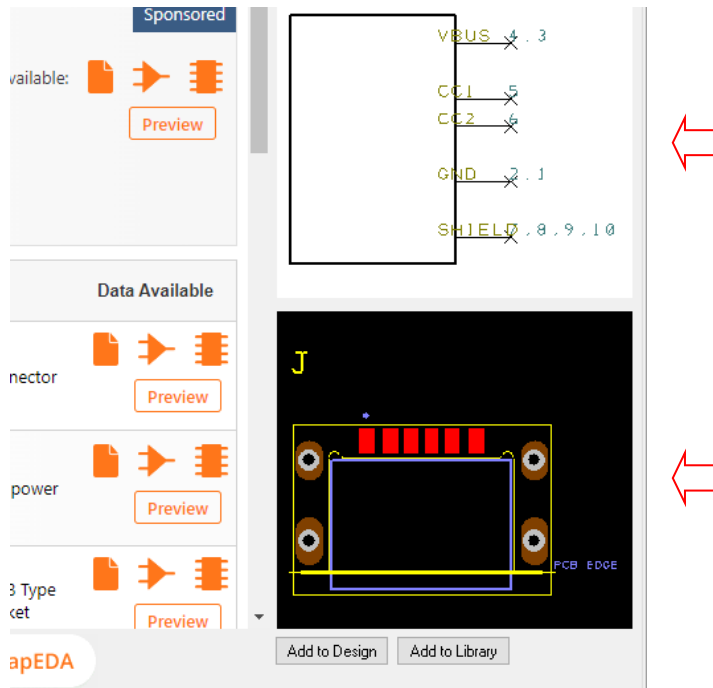 Sponsored
vailable:
Preview
Data Available
nector
Preview
power
Preview
3 Type
ket
Preview
apEDA
VBUS 4,3
CC1 5
CC2 6
GND 2,1
SHIELD 7,8,9,10
J
PCB EDGE
Add to Design
Add to Library